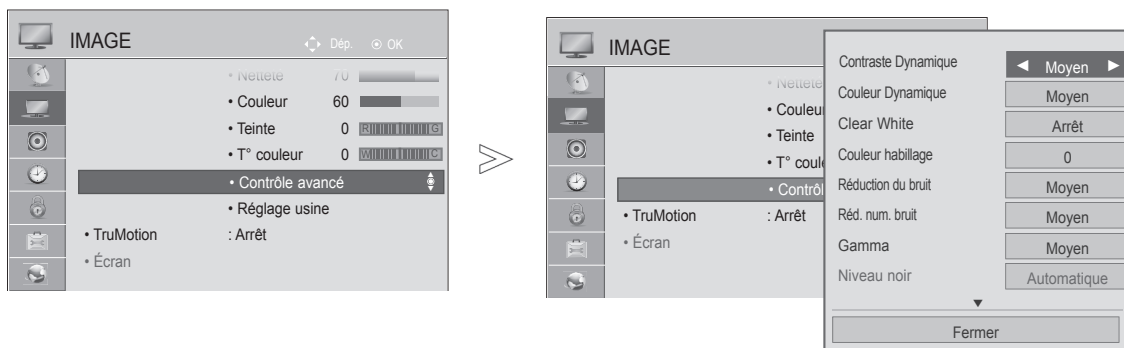 IMAGE
Dép. OK
• Netteté 70
• Couleur 60
• Teinte 0 R G
• T° couleur 0 W C
• Contrôle avancé
• Réglage usine
• TruMotion : Arrêt
• Écran
IMAGE
• Netteté
• Couleur
• Teinte
• T° coule
• Contrôl
• TruMotion : Arrêt
• Écran
Contraste Dynamique ◄ Moyen ►
Couleur Dynamique Moyen
Clear White Arrêt
Couleur habillage 0
Réduction du bruit Moyen
Réd. num. bruit Moyen
Gamma Moyen
Niveau noir Automatique
▼
Fermer